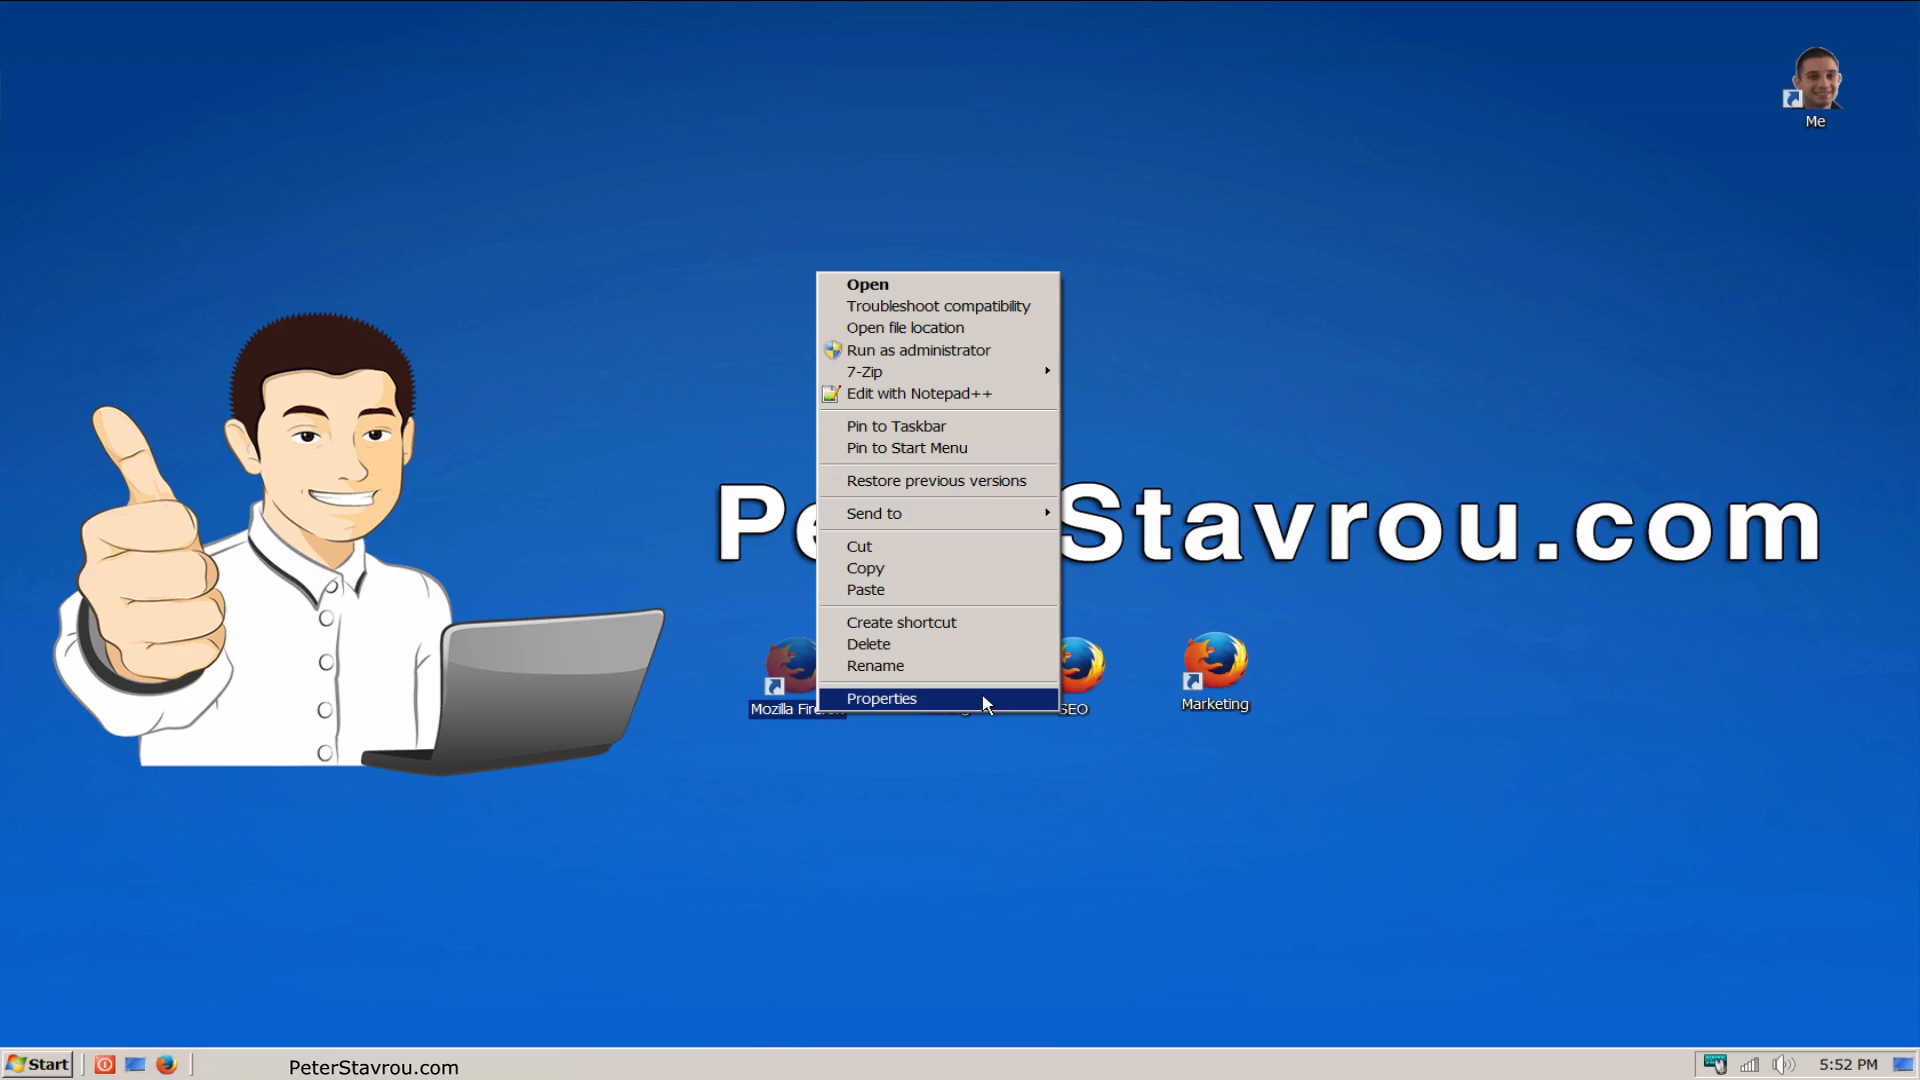 Me
Open
Troubleshoot compatibility
Open file location
Run as administrator
7-Zip
Edit with Notepad++
Pin to Taskbar
Pin to Start Menu
Restore previous versions
Send to
Cut
Copy
Paste
Create shortcut
Delete
Rename
Properties
Stavrou.com
Mozilla
SEO
Marketing
Start
PeterStavrou.com
5:52 PM